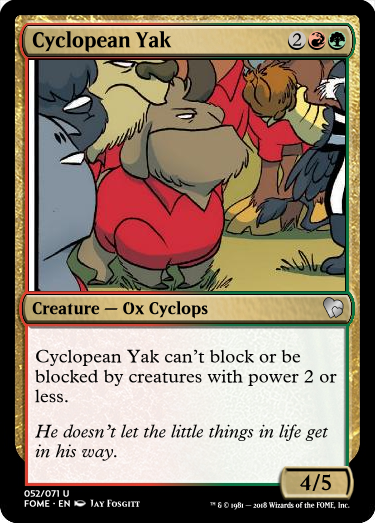 Cyclopean Yak 2
Creature — Ox Cyclops
Cyclopean Yak can't block or be
blocked by creatures with power 2 or
less.
He doesn't let the little things in life get
in his way.
4/5
052/071 U
FOME • EN Jay Fosgitt
™ & © 1981 — 2018 Wizards of the FOME, Inc.